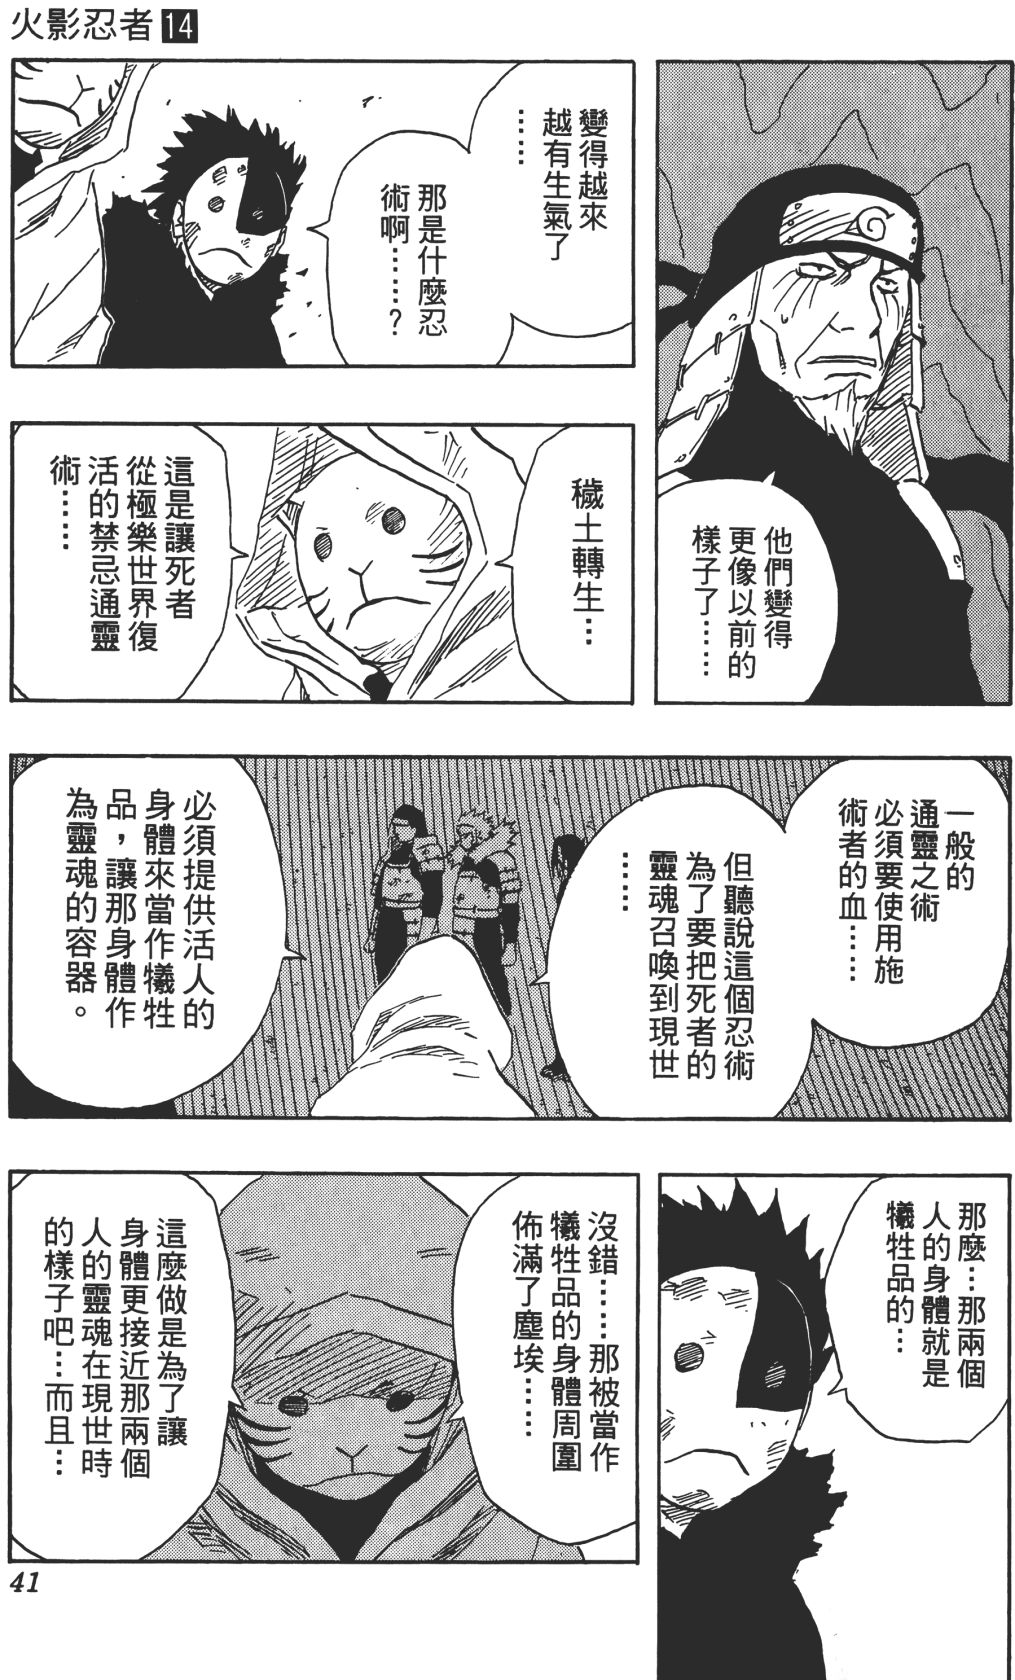 火影忍者 14
他們變得
更像以前的
樣子了……
變得越來
越有生氣了
……
那是什麼忍
術啊……?
穢土轉生…
這是讓死者
從極樂世界復
活的禁忌通靈
術……
一般的
通靈之術
必須要使用施
術者的血……
但聽說這個忍術
為了要把死者的
靈魂召喚到現世
……
必須提供活人的
身體來當作犧牲
品，讓那身體作
為靈魂的容器。
那麼…那兩個
人的身體就是
犧牲品的…
沒錯……那被當作
犧牲品的身體周圍
佈滿了塵埃……
這麼做是為了讓
身體更接近那兩個
人的靈魂在現世時
的樣子吧…而且…
41